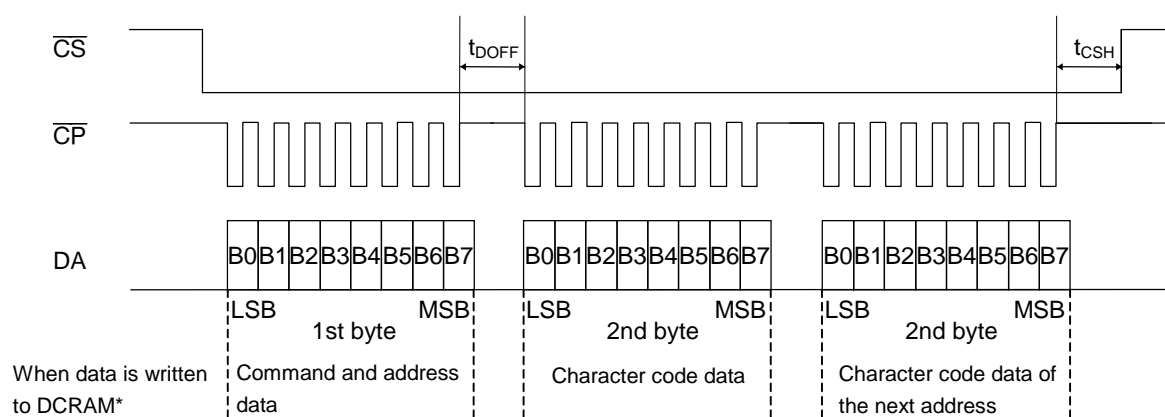 CS
tDOFF
tCSH
CP
DA
B0 B1 B2 B3 B4 B5 B6 B7
B0 B1 B2 B3 B4 B5 B6 B7
B0 B1 B2 B3 B4 B5 B6 B7
LSB MSB
LSB MSB
LSB MSB
1st byte
2nd byte
2nd byte
When data is written
to DCRAM*
Command and address
data
Character code data
Character code data of
the next address